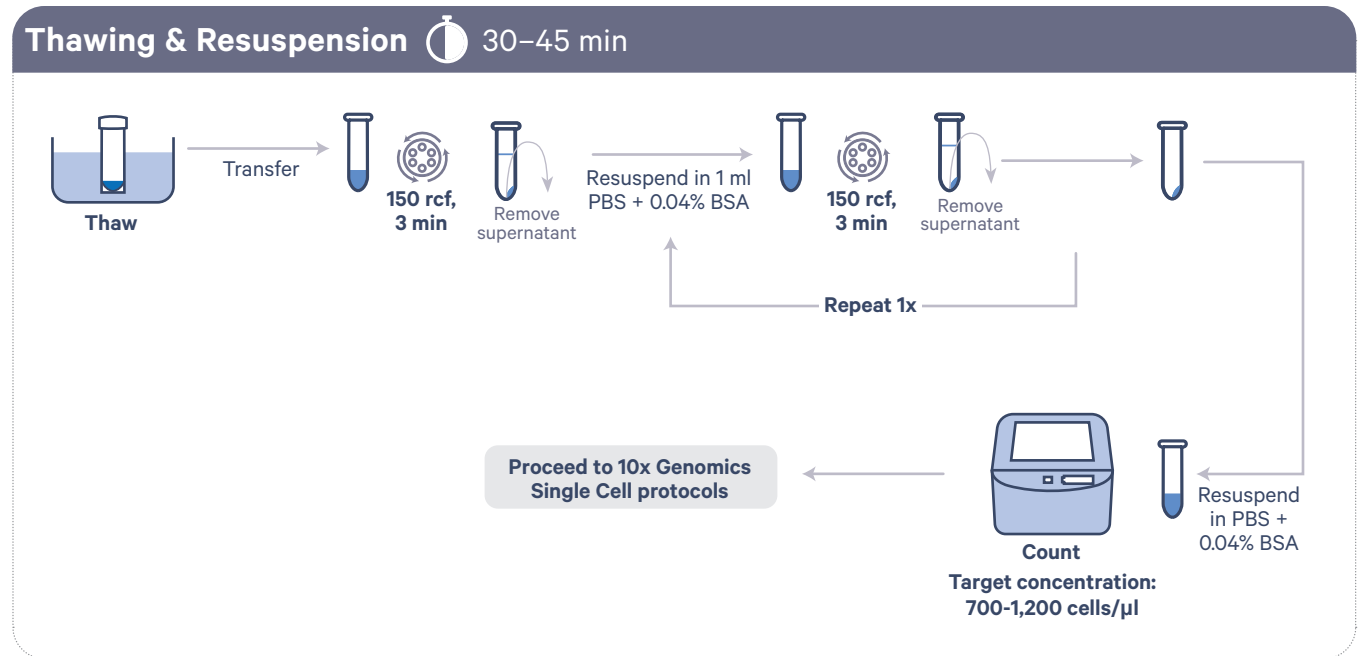 Thawing & Resuspension 30–45 min
Thaw
Transfer
150 rcf,
3 min
Remove
supernatant
Resuspend in 1 ml
PBS + 0.04% BSA
150 rcf,
3 min
Remove
supernatant
Repeat 1x
Resuspend
in PBS +
0.04% BSA
Count
Target concentration:
700-1,200 cells/µl
Proceed to 10x Genomics
Single Cell protocols